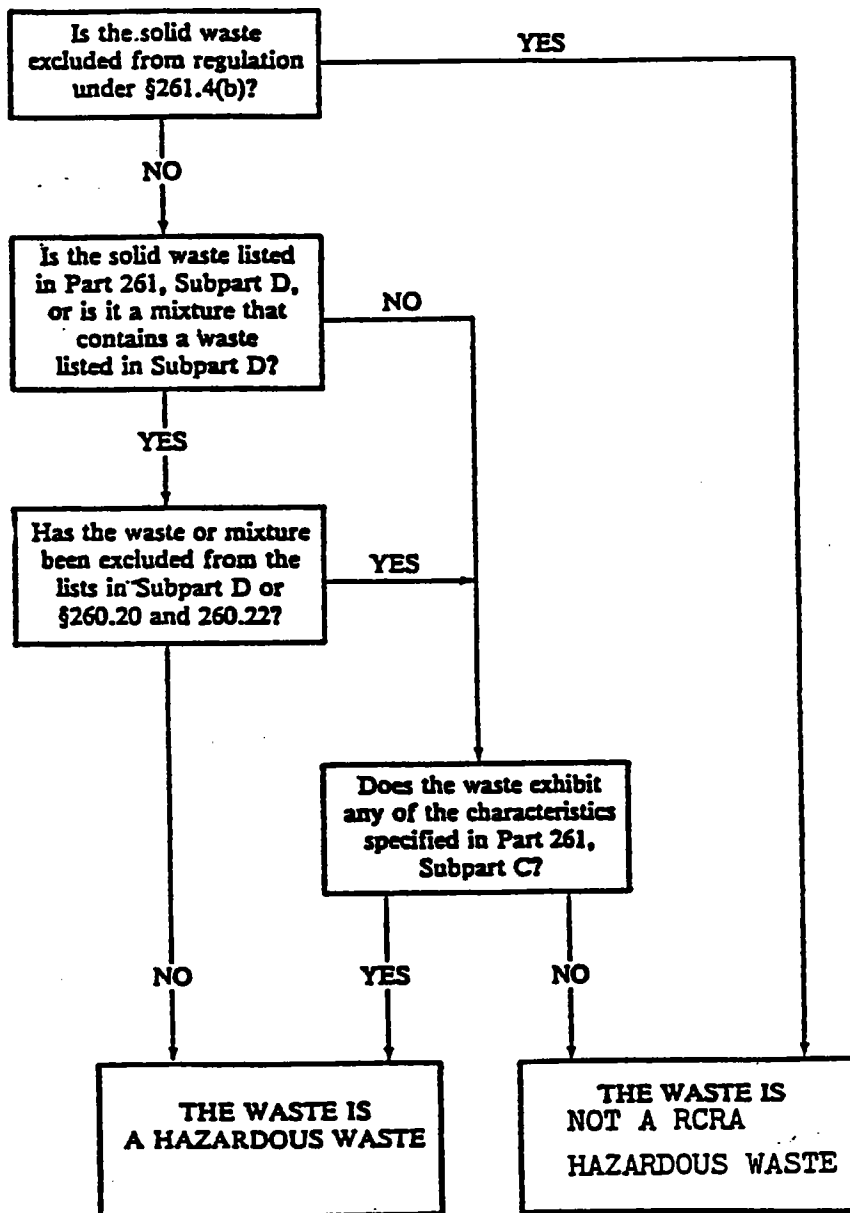 Is the solid waste
excluded from regulation
under §261.4(b)?
YES
NO
Is the solid waste listed
in Part 261, Subpart D,
or is it a mixture that
contains a waste
listed in Subpart D?
NO
YES
Has the waste or mixture
been excluded from the
lists in Subpart D or
§260.20 and 260.22?
YES
Does the waste exhibit
any of the characteristics
specified in Part 261,
Subpart C?
NO
YES
NO
THE WASTE IS
A HAZARDOUS WASTE
THE WASTE IS
NOT A RCRA
HAZARDOUS WASTE